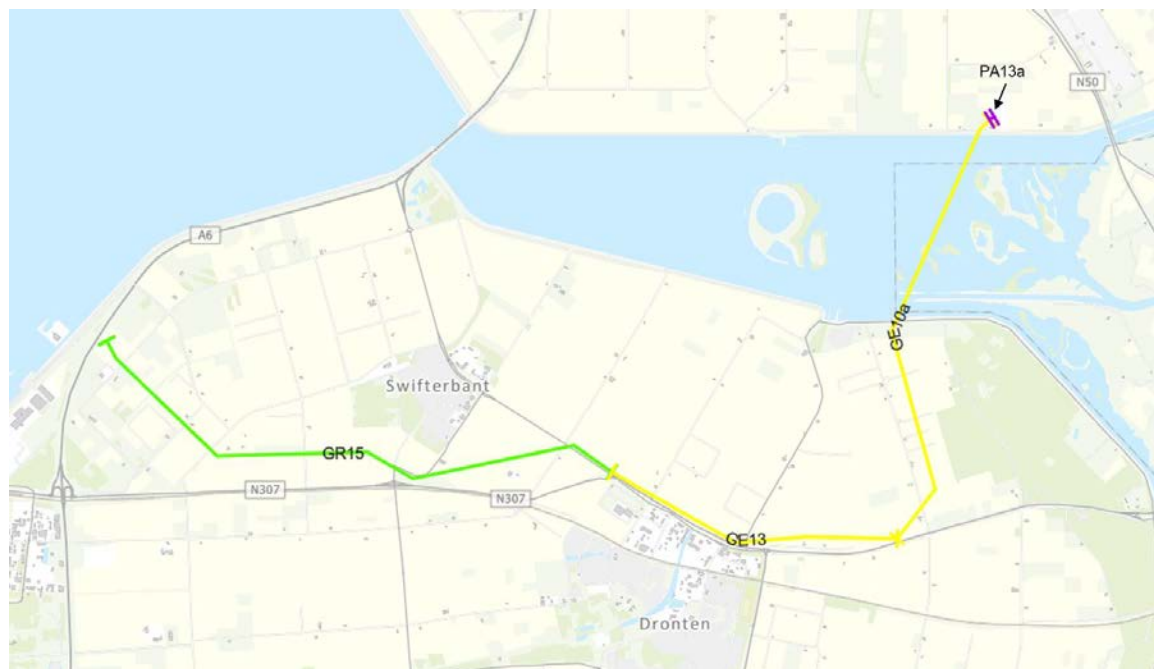 PA13a
N50
A6
GE10a
Swifterbant
GR15
N307
N307
GE13
Dronten